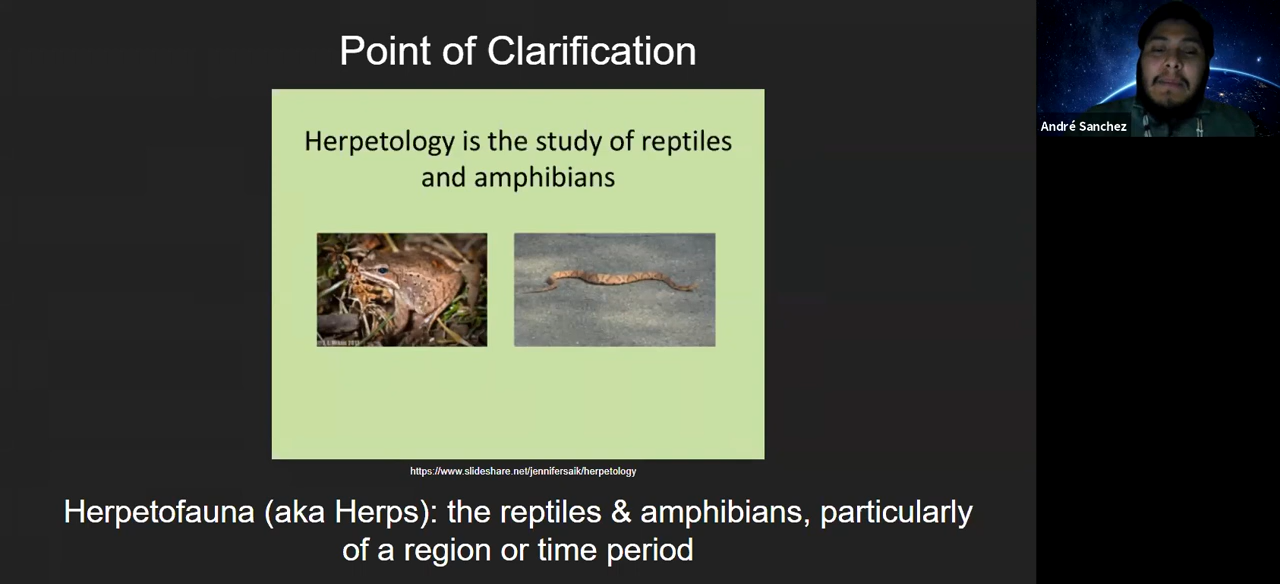 Point of Clarification
Herpetology is the study of reptiles
and amphibians
https://www.slideshare.net/jennifersaik/herpetology
Herpetofauna (aka Herps): the reptiles & amphibians, particularly
of a region or time period
André Sanchez